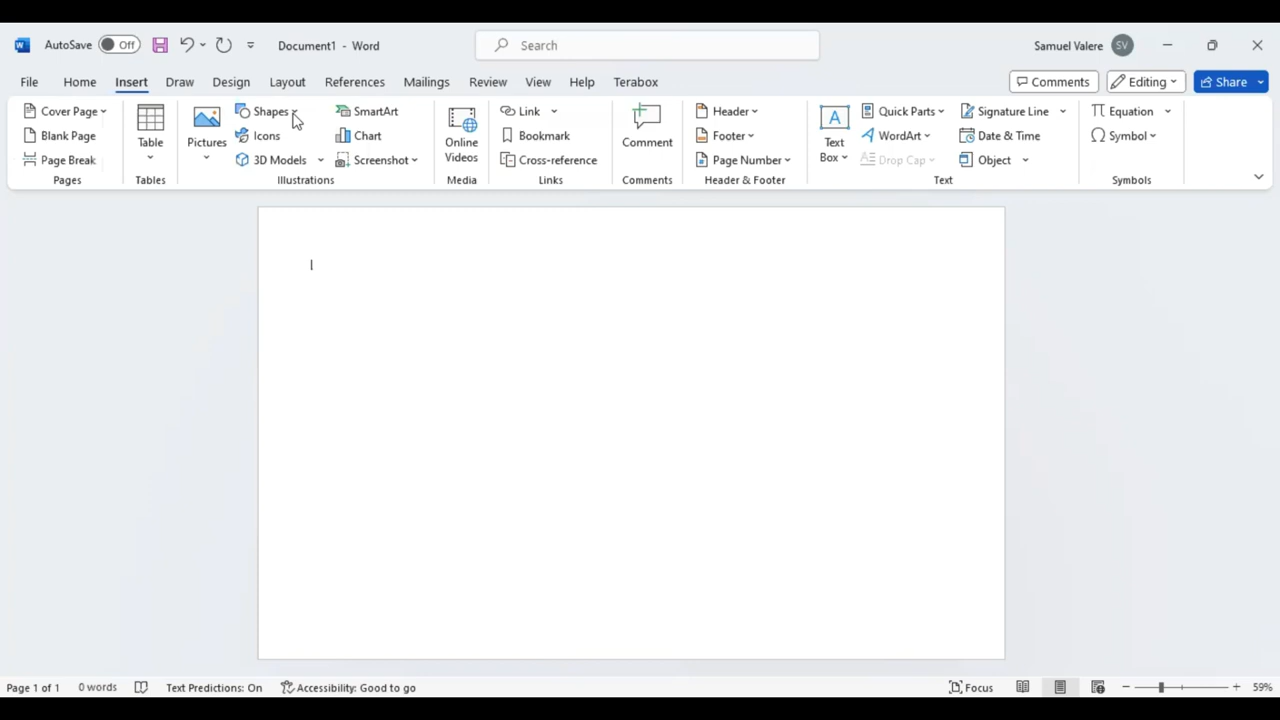 AutoSave Off Document1 - Word Search Samuel Valere SV
File Home Insert Draw Design Layout References Mailings Review View Help Terabox Comments Editing Share
Cover Page
Blank Page
Page Break
Pages
Table
Tables
Pictures
Shapes
Icons
3D Models
SmartArt
Chart
Screenshot
Illustrations
Online
Videos
Media
Link
Bookmark
Cross-reference
Links
Comment
Comments
Header
Footer
Page Number
Header & Footer
A
Text
Box
Quick Parts
WordArt
Drop Cap
Signature Line
Date & Time
Object
Text
Equation
Symbol
Symbols
Page 1 of 1 0 words Text Predictions: On Accessibility: Good to go Focus 59%